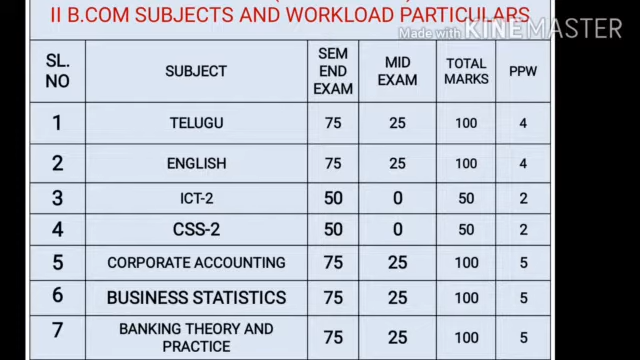 II B.COM SUBJECTS AND WORKLOAD PARTICULARS
Made with KINEMASTER
SL. NO SUBJECT SEM END EXAM MID EXAM TOTAL MARKS PPW
1 TELUGU 75 25 100 4
2 ENGLISH 75 25 100 4
3 ICT-2 50 0 50 2
4 CSS-2 50 0 50 2
5 CORPORATE ACCOUNTING 75 25 100 5
6 BUSINESS STATISTICS 75 25 100 5
7 BANKING THEORY AND PRACTICE 75 25 100 5